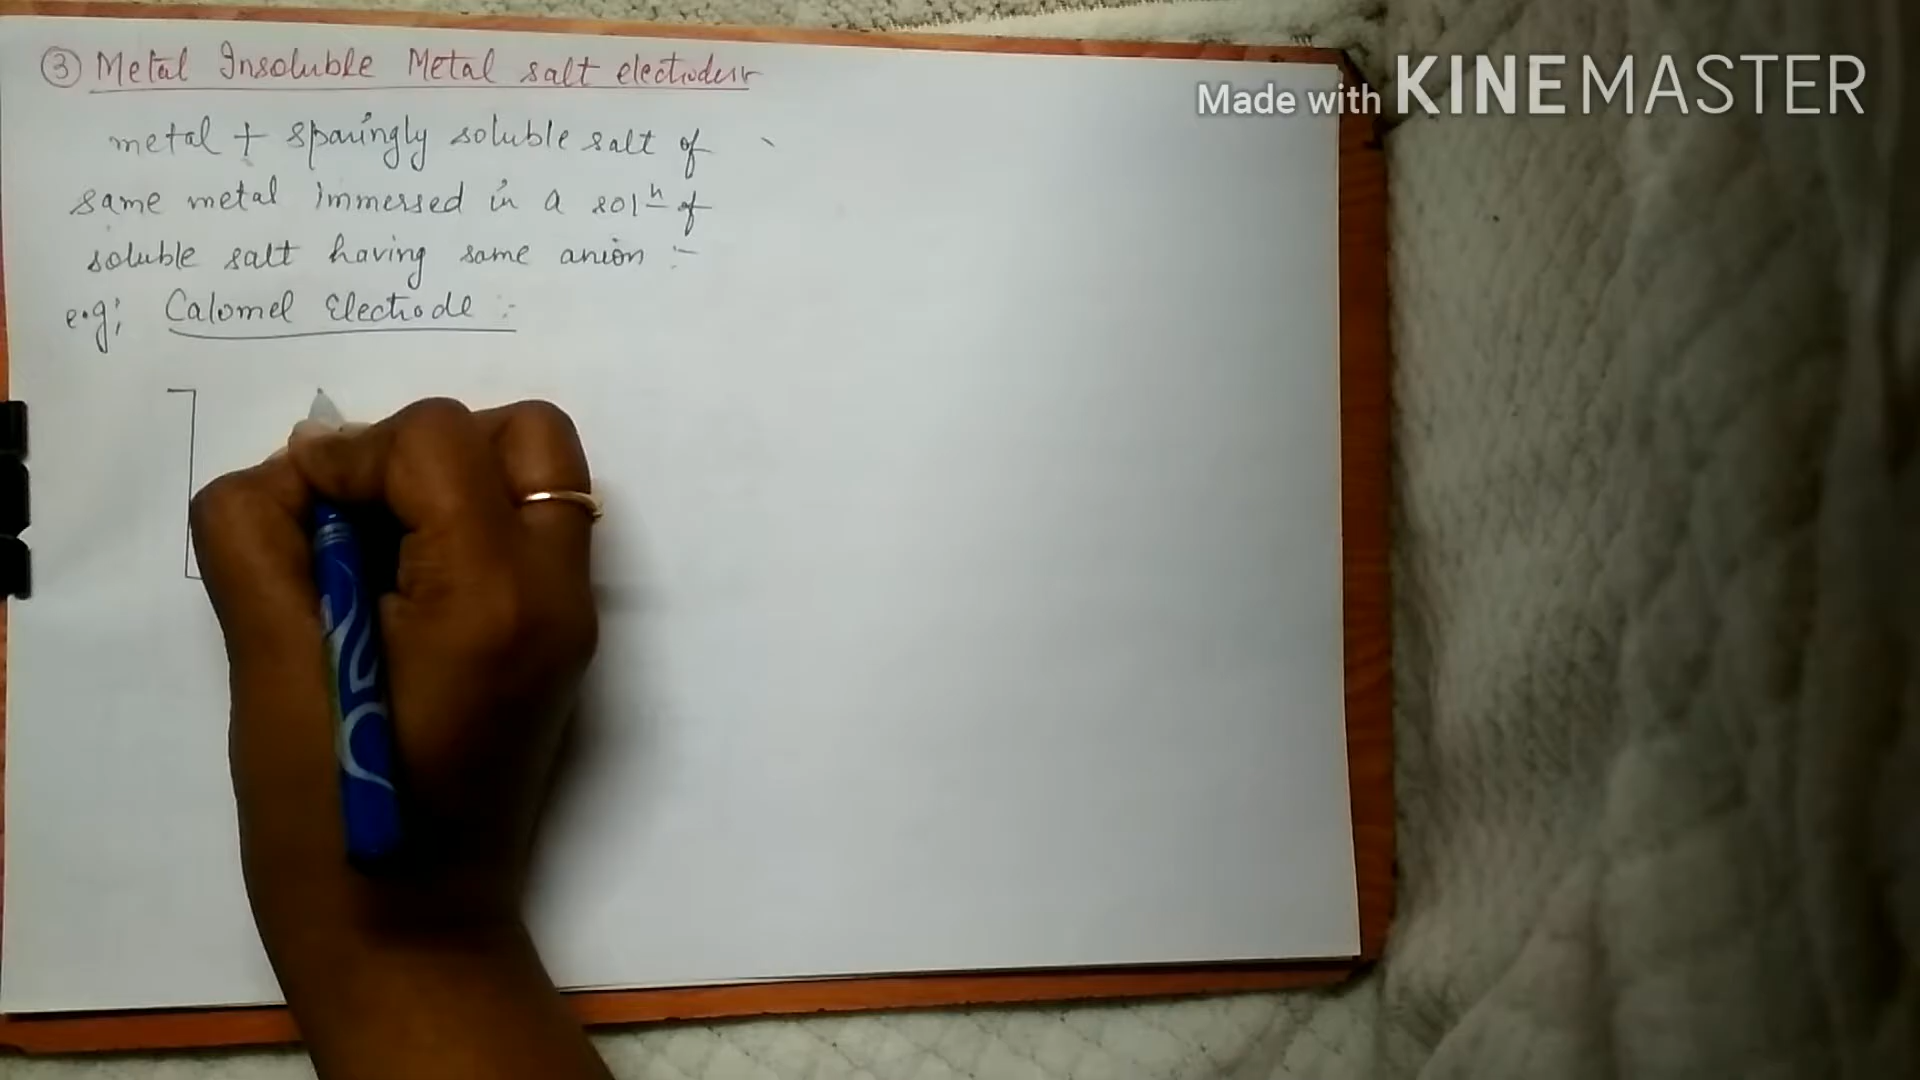 ③ Metal Insoluble Metal salt electrodes:-
metal + sparingly soluble salt of
same metal immersed in a solⁿ of
soluble salt having same anion :-
e.g; Calomel Electrode :-
Made with KINEMASTER